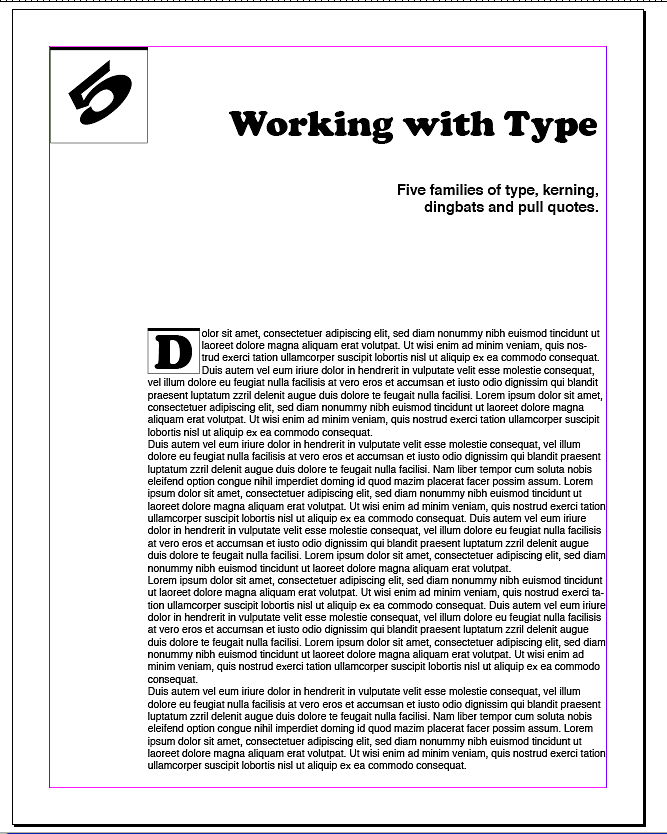 5
Working with Type
Five families of type, kerning,
dingbats and pull quotes.
Dolor sit amet, consectetuer adipiscing elit, sed diam nonummy nibh euismod tincidunt ut
laoreet dolore magna aliquam erat volutpat. Ut wisi enim ad minim veniam, quis nos-
trud exerci tation ullamcorper suscipit lobortis nisl ut aliquip ex ea commodo consequat.
Duis autem vel eum iriure dolor in hendrerit in vulputate velit esse molestie consequat,
vel illum dolore eu feugiat nulla facilisis at vero eros et accumsan et iusto odio dignissim qui blandit
praesent luptatum zzril delenit augue duis dolore te feugait nulla facilisi. Lorem ipsum dolor sit amet,
consectetuer adipiscing elit, sed diam nonummy nibh euismod tincidunt ut laoreet dolore magna
aliquam erat volutpat. Ut wisi enim ad minim veniam, quis nostrud exerci tation ullamcorper suscipit
lobortis nisl ut aliquip ex ea commodo consequat.
Duis autem vel eum iriure dolor in hendrerit in vulputate velit esse molestie consequat, vel illum
dolore eu feugiat nulla facilisis at vero eros et accumsan et iusto odio dignissim qui blandit praesent
luptatum zzril delenit augue duis dolore te feugait nulla facilisi. Nam liber tempor cum soluta nobis
eleifend option congue nihil imperdiet doming id quod mazim placerat facer possim assum. Lorem
ipsum dolor sit amet, consectetuer adipiscing elit, sed diam nonummy nibh euismod tincidunt ut
laoreet dolore magna aliquam erat volutpat. Ut wisi enim ad minim veniam, quis nostrud exerci tation
ullamcorper suscipit lobortis nisl ut aliquip ex ea commodo consequat. Duis autem vel eum iriure
dolor in hendrerit in vulputate velit esse molestie consequat, vel illum dolore eu feugiat nulla facilisis
at vero eros et accumsan et iusto odio dignissim qui blandit praesent luptatum zzril delenit augue
duis dolore te feugait nulla facilisi. Lorem ipsum dolor sit amet, consectetuer adipiscing elit, sed diam
nonummy nibh euismod tincidunt ut laoreet dolore magna aliquam erat volutpat.
Lorem ipsum dolor sit amet, consectetuer adipiscing elit, sed diam nonummy nibh euismod tincidunt
ut laoreet dolore magna aliquam erat volutpat. Ut wisi enim ad minim veniam, quis nostrud exerci ta-
tion ullamcorper suscipit lobortis nisl ut aliquip ex ea commodo consequat. Duis autem vel eum iriure
dolor in hendrerit in vulputate velit esse molestie consequat, vel illum dolore eu feugiat nulla facilisis
at vero eros et accumsan et iusto odio dignissim qui blandit praesent luptatum zzril delenit augue
duis dolore te feugait nulla facilisi. Lorem ipsum dolor sit amet, consectetuer adipiscing elit, sed diam
nonummy nibh euismod tincidunt ut laoreet dolore magna aliquam erat volutpat. Ut wisi enim ad
minim veniam, quis nostrud exerci tation ullamcorper suscipit lobortis nisl ut aliquip ex ea commodo
consequat.
Duis autem vel eum iriure dolor in hendrerit in vulputate velit esse molestie consequat, vel illum
dolore eu feugiat nulla facilisis at vero eros et accumsan et iusto odio dignissim qui blandit praesent
luptatum zzril delenit augue duis dolore te feugait nulla facilisi. Nam liber tempor cum soluta nobis
eleifend option congue nihil imperdiet doming id quod mazim placerat facer possim assum. Lorem
ipsum dolor sit amet, consectetuer adipiscing elit, sed diam nonummy nibh euismod tincidunt ut
laoreet dolore magna aliquam erat volutpat. Ut wisi enim ad minim veniam, quis nostrud exerci tation
ullamcorper suscipit lobortis nisl ut aliquip ex ea commodo consequat.